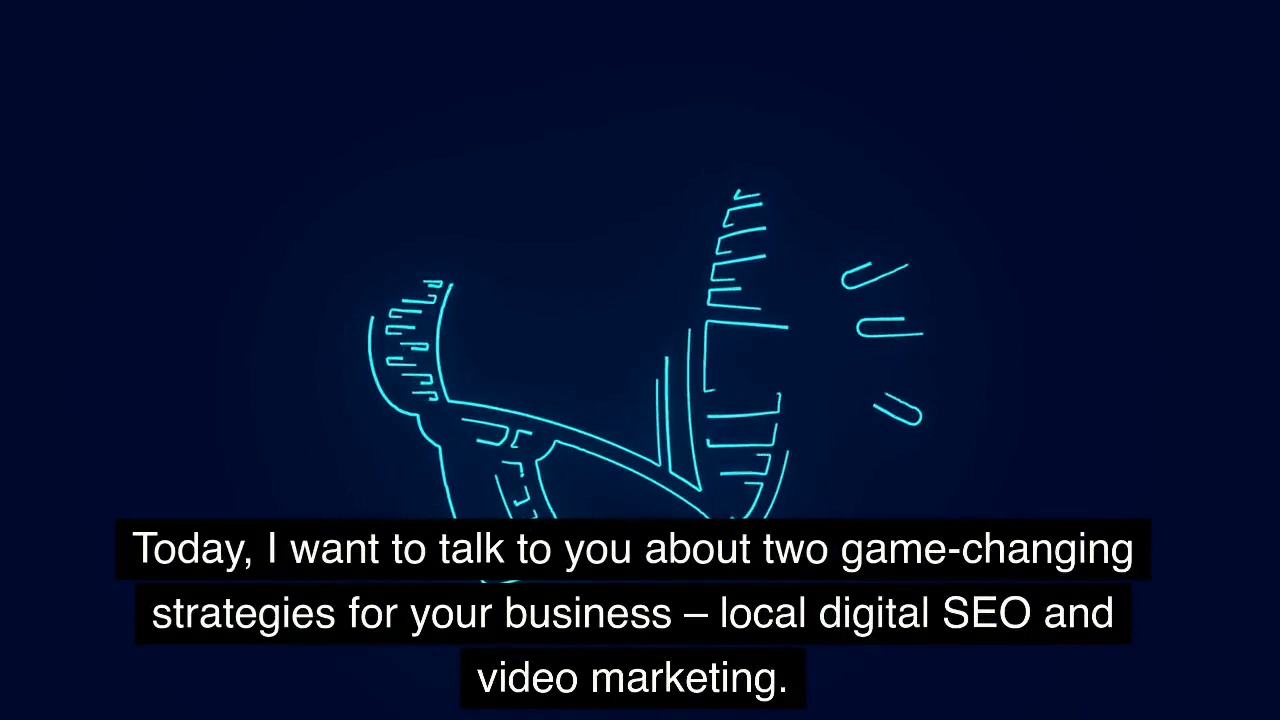 Today, I want to talk to you about two game-changing
strategies for your business – local digital SEO and
video marketing.